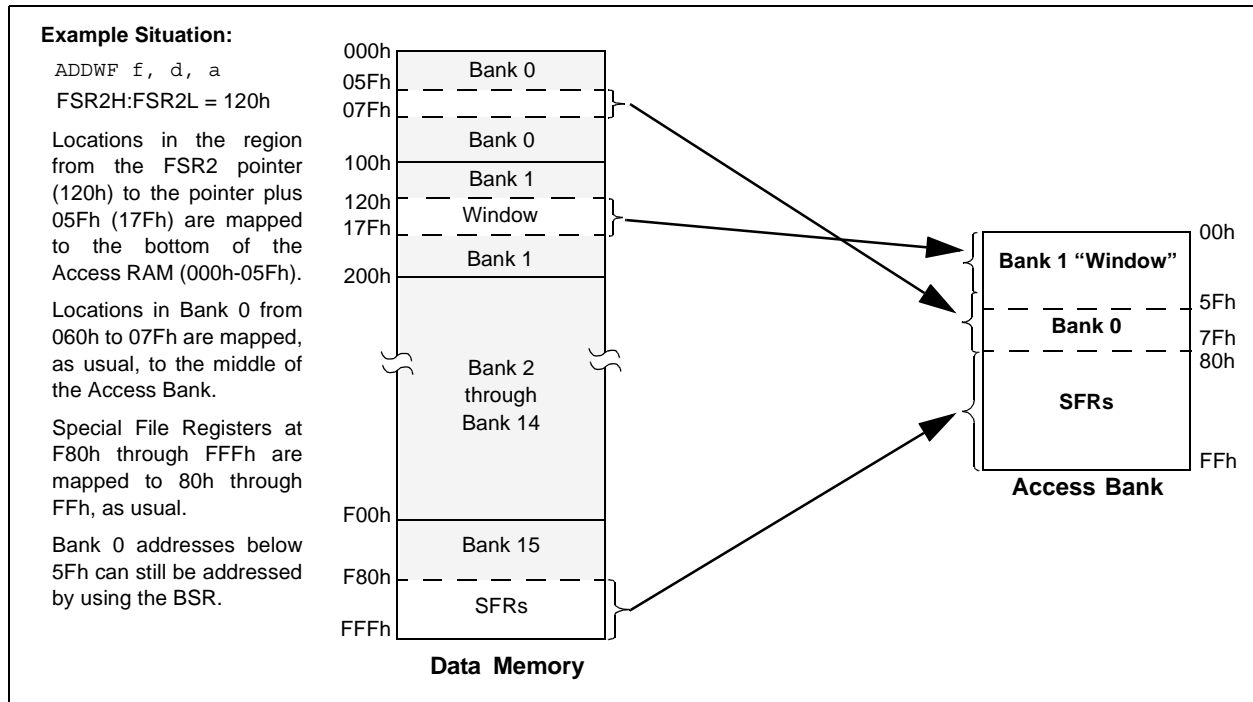 Example Situation:
ADDWF f, d, a
FSR2H:FSR2L = 120h
Locations in the region
from the FSR2 pointer
(120h) to the pointer plus
05Fh (17Fh) are mapped
to the bottom of the
Access RAM (000h-05Fh).
Locations in Bank 0 from
060h to 07Fh are mapped,
as usual, to the middle of
the Access Bank.
Special File Registers at
F80h through FFFh are
mapped to 80h through
FFh, as usual.
Bank 0 addresses below
5Fh can still be addressed
by using the BSR.
000h
Bank 0
05Fh
07Fh
Bank 0
100h
Bank 1
120h
Window
17Fh
Bank 1
200h
Bank 2
through
Bank 14
F00h
Bank 15
F80h
SFRs
FFFh
Data Memory
00h
Bank 1 “Window”
5Fh
Bank 0
7Fh
80h
SFRs
FFh
Access Bank